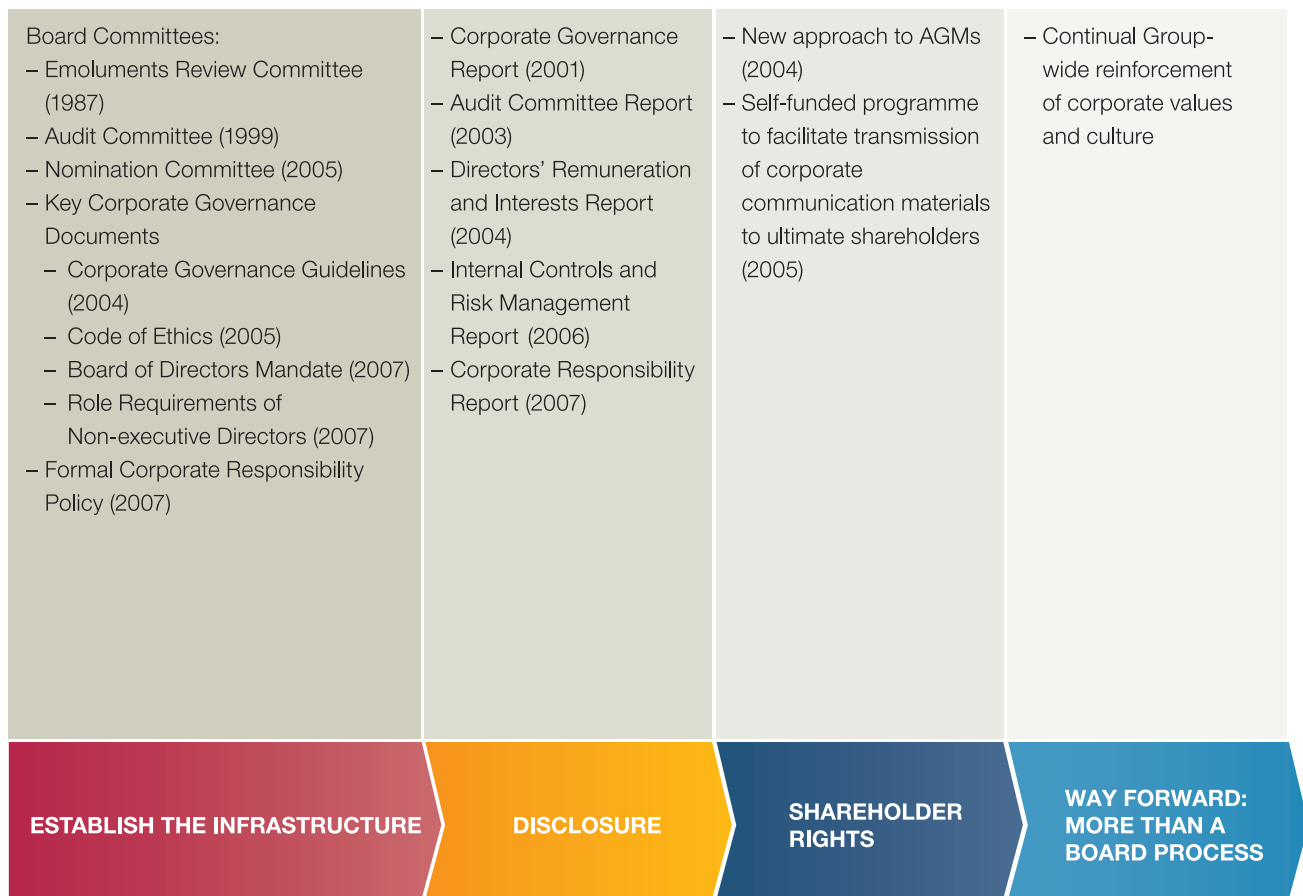 Board Committees:
– Emoluments Review Committee
(1987)
– Audit Committee (1999)
– Nomination Committee (2005)
– Key Corporate Governance
Documents
– Corporate Governance Guidelines
(2004)
– Code of Ethics (2005)
– Board of Directors Mandate (2007)
– Role Requirements of
Non-executive Directors (2007)
– Formal Corporate Responsibility
Policy (2007)
– Corporate Governance
Report (2001)
– Audit Committee Report
(2003)
– Directors’ Remuneration
and Interests Report
(2004)
– Internal Controls and
Risk Management
Report (2006)
– Corporate Responsibility
Report (2007)
– New approach to AGMs
(2004)
– Self-funded programme
to facilitate transmission
of corporate
communication materials
to ultimate shareholders
(2005)
– Continual Group-
wide reinforcement
of corporate values
and culture
ESTABLISH THE INFRASTRUCTURE
DISCLOSURE
SHAREHOLDER
RIGHTS
WAY FORWARD:
MORE THAN A
BOARD PROCESS